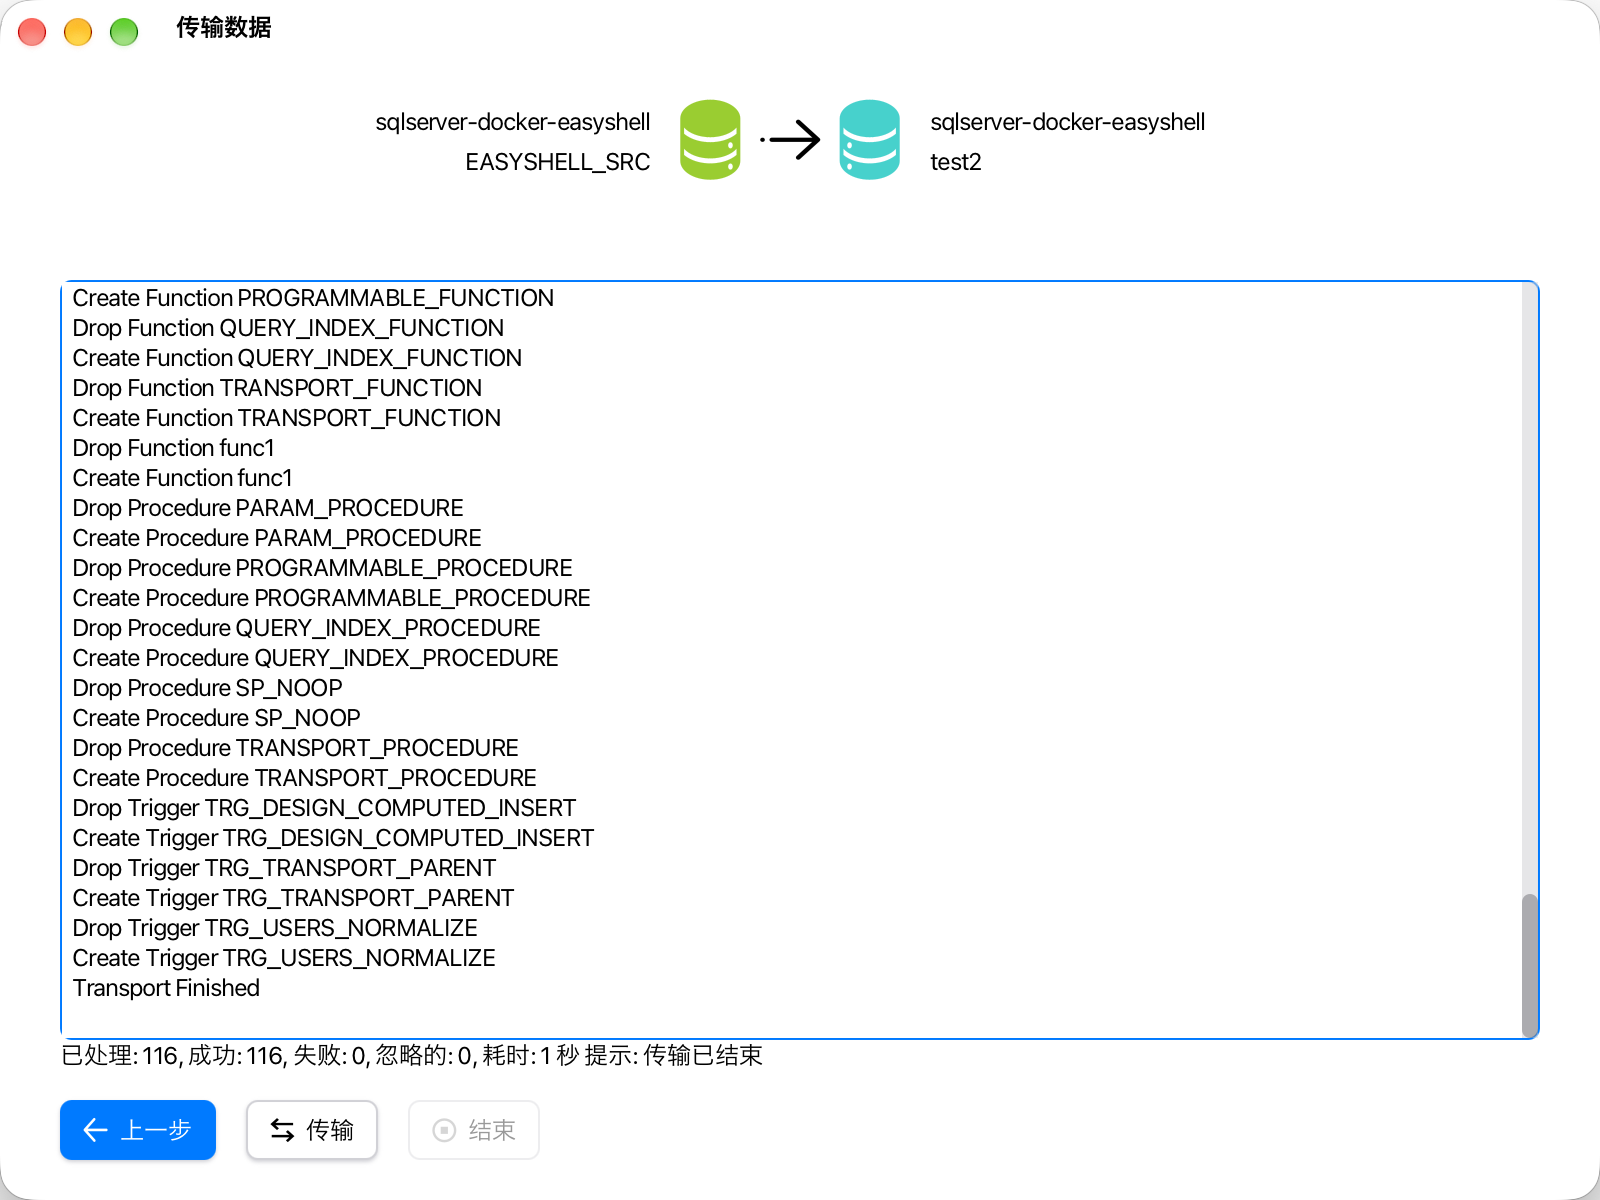 传输数据
sqlserver-docker-easyshell
EASYSHELL_SRC
sqlserver-docker-easyshell
test2
Create Function PROGRAMMABLE_FUNCTION
Drop Function QUERY_INDEX_FUNCTION
Create Function QUERY_INDEX_FUNCTION
Drop Function TRANSPORT_FUNCTION
Create Function TRANSPORT_FUNCTION
Drop Function func1
Create Function func1
Drop Procedure PARAM_PROCEDURE
Create Procedure PARAM_PROCEDURE
Drop Procedure PROGRAMMABLE_PROCEDURE
Create Procedure PROGRAMMABLE_PROCEDURE
Drop Procedure QUERY_INDEX_PROCEDURE
Create Procedure QUERY_INDEX_PROCEDURE
Drop Procedure SP_NOOP
Create Procedure SP_NOOP
Drop Procedure TRANSPORT_PROCEDURE
Create Procedure TRANSPORT_PROCEDURE
Drop Trigger TRG_DESIGN_COMPUTED_INSERT
Create Trigger TRG_DESIGN_COMPUTED_INSERT
Drop Trigger TRG_TRANSPORT_PARENT
Create Trigger TRG_TRANSPORT_PARENT
Drop Trigger TRG_USERS_NORMALIZE
Create Trigger TRG_USERS_NORMALIZE
Transport Finished
已处理: 116, 成功: 116, 失败: 0, 忽略的: 0, 耗时: 1 秒 提示: 传输已结束
上一步
传输
结束